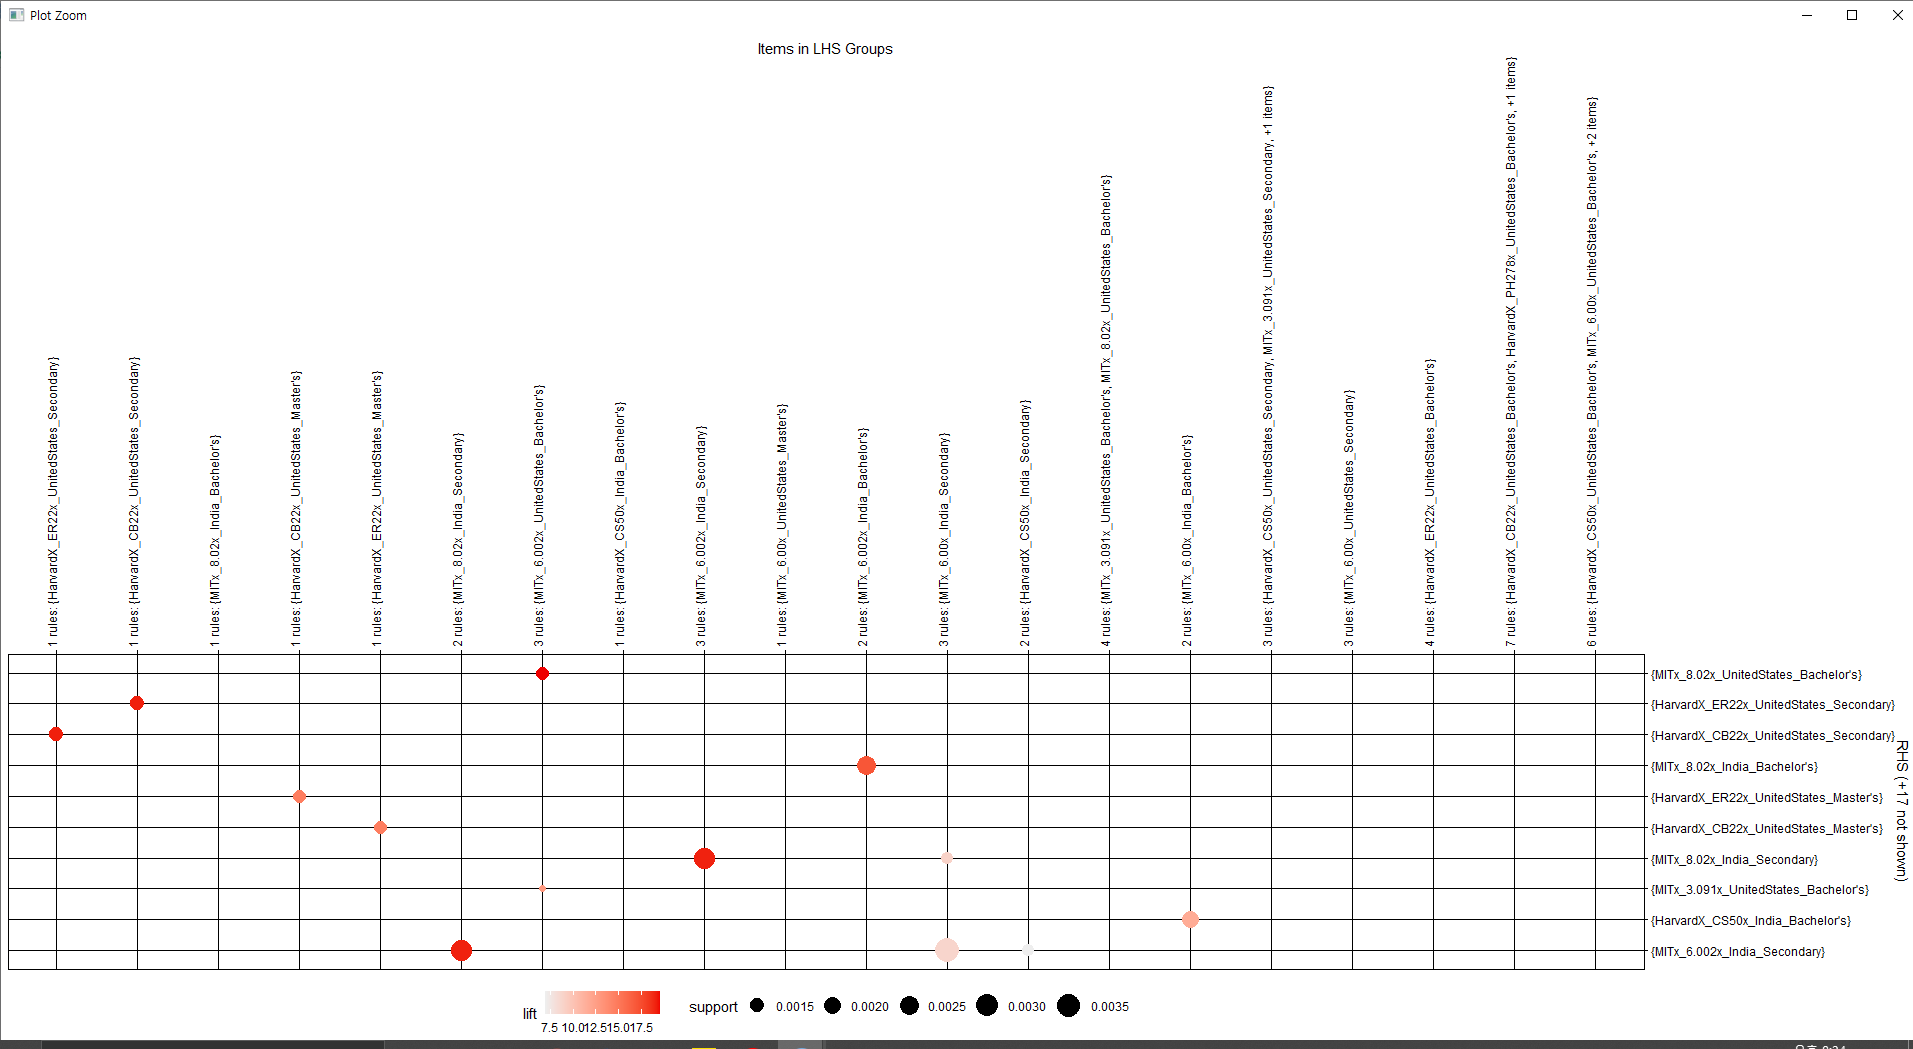 Plot Zoom
Items in LHS Groups
1 rules: {HarvardX_ER22x_UnitedStates_Secondary}
1 rules: {HarvardX_CB22x_UnitedStates_Secondary}
1 rules: {MITx_8.02x_India_Bachelor's}
1 rules: {HarvardX_CB22x_UnitedStates_Master's}
1 rules: {HarvardX_ER22x_UnitedStates_Master's}
2 rules: {MITx_8.02x_India_Secondary}
3 rules: {MITx_6.002x_UnitedStates_Bachelor's}
1 rules: {HarvardX_CS50x_India_Bachelor's}
3 rules: {MITx_6.002x_India_Secondary}
1 rules: {MITx_6.00x_UnitedStates_Master's}
2 rules: {MITx_6.002x_India_Bachelor's}
3 rules: {MITx_6.00x_India_Secondary}
2 rules: {HarvardX_CS50x_India_Secondary}
4 rules: {MITx_3.091x_UnitedStates_Bachelor's, MITx_8.02x_UnitedStates_Bachelor's}
2 rules: {MITx_6.00x_India_Bachelor's}
3 rules: {HarvardX_CS50x_UnitedStates_Secondary, MITx_3.091x_UnitedStates_Secondary, +1 items}
3 rules: {MITx_6.00x_UnitedStates_Secondary}
4 rules: {HarvardX_ER22x_UnitedStates_Bachelor's}
7 rules: {HarvardX_CB22x_UnitedStates_Bachelor's, HarvardX_PH278x_UnitedStates_Bachelor's, +1 items}
6 rules: {HarvardX_CS50x_UnitedStates_Bachelor's, MITx_6.00x_UnitedStates_Bachelor's, +2 items}
{MITx_8.02x_UnitedStates_Bachelor's}
{HarvardX_ER22x_UnitedStates_Secondary}
{HarvardX_CB22x_UnitedStates_Secondary}
{MITx_8.02x_India_Bachelor's}
{HarvardX_ER22x_UnitedStates_Master's}
{HarvardX_CB22x_UnitedStates_Master's}
{MITx_8.02x_India_Secondary}
{MITx_3.091x_UnitedStates_Bachelor's}
{HarvardX_CS50x_India_Bachelor's}
{MITx_6.002x_India_Secondary}
RHS (+17 not shown)
lift
7.5 10.012.515.017.5
support 0.0015 0.0020 0.0025 0.0030 0.0035